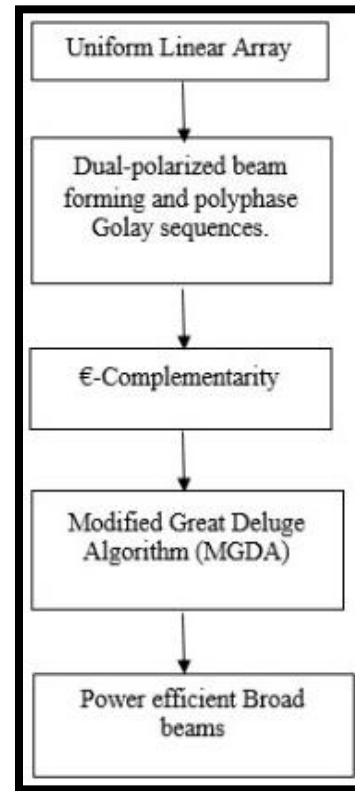 Uniform Linear Array
Dual-polarized beam
forming and polyphase
Golay sequences.
€-Complementarity
Modified Great Deluge
Algorithm (MGDA)
Power efficient Broad
beams